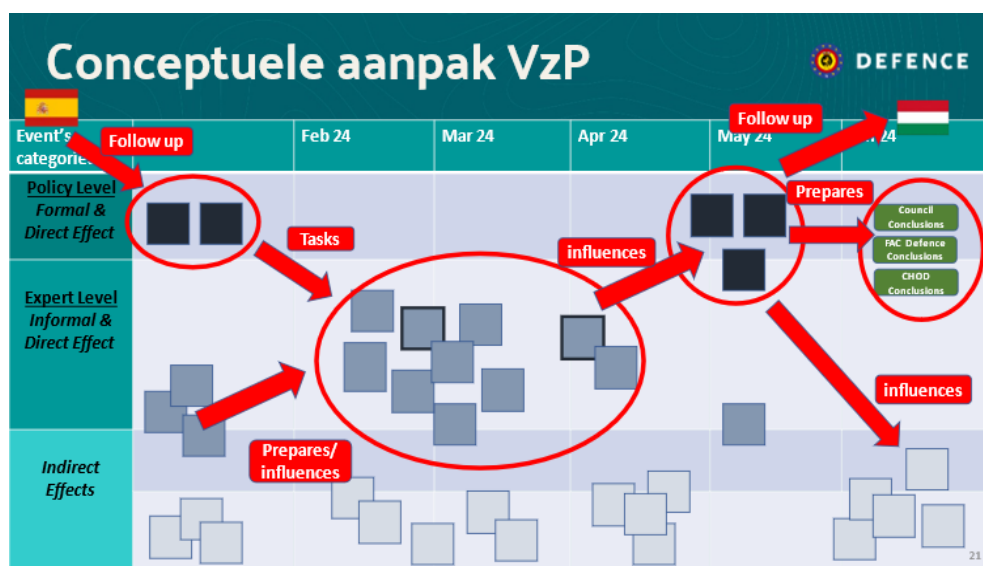 Conceptuele aanpak VzP
DEFENCE
Event's
Follow up
Feb 24
Mar 24
Apr 24
May 24
Follow up
24
Policy Level
Formal &
Direct Effect
Tasks
influences
Prepares
Council
Conclusions
FAC Defence
Conclusions
CHOD
Conclusions
Expert Level
Informal &
Direct Effect
influences
Prepares/
influences
Indirect
Effects
21